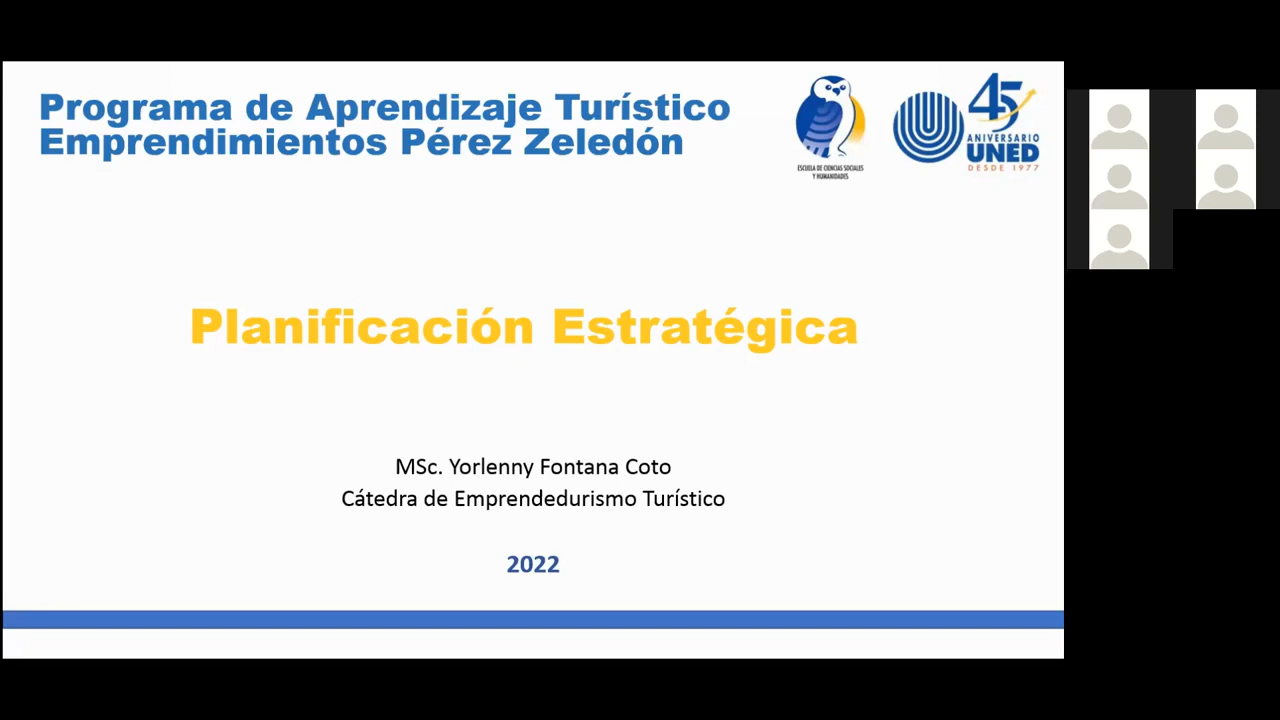 Programa de Aprendizaje Turístico
Emprendimientos Pérez Zeledón
ESCUELA DE CIENCIAS SOCIALES
Y HUMANIDADES
45
ANIVERSARIO
UNED
DESDE 1977
Planificación Estratégica
MSc. Yorlenny Fontana Coto
Cátedra de Emprendedurismo Turístico
2022